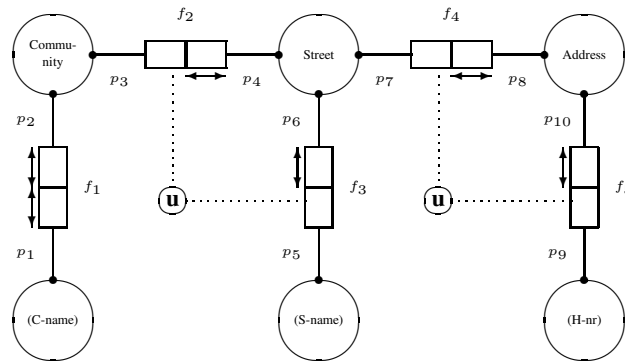 f2
f4
Commu-
nity
Street
Address
p3
p4
p7
p8
p2
p6
p10
f1
f3
f
u
u
p1
p5
p9
(C-name)
(S-name)
(H-nr)